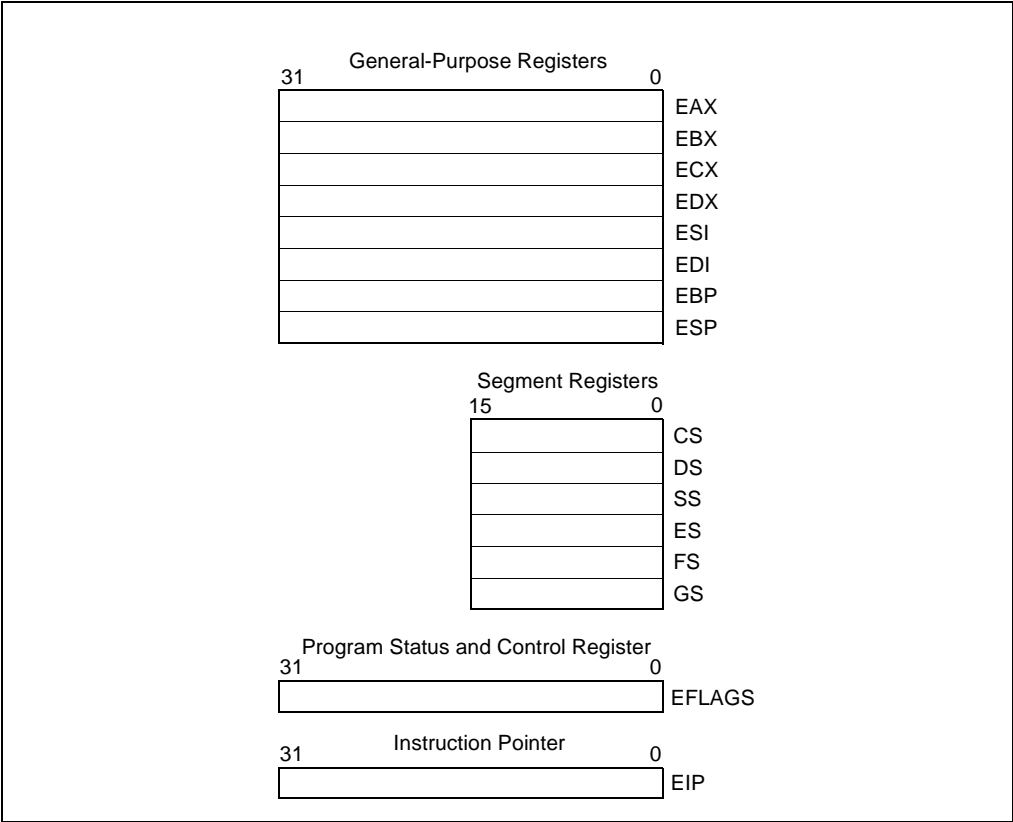 General-Purpose Registers
31 0
EAX
EBX
ECX
EDX
ESI
EDI
EBP
ESP
Segment Registers
15 0
CS
DS
SS
ES
FS
GS
Program Status and Control Register
31 0
EFLAGS
Instruction Pointer
31 0
EIP